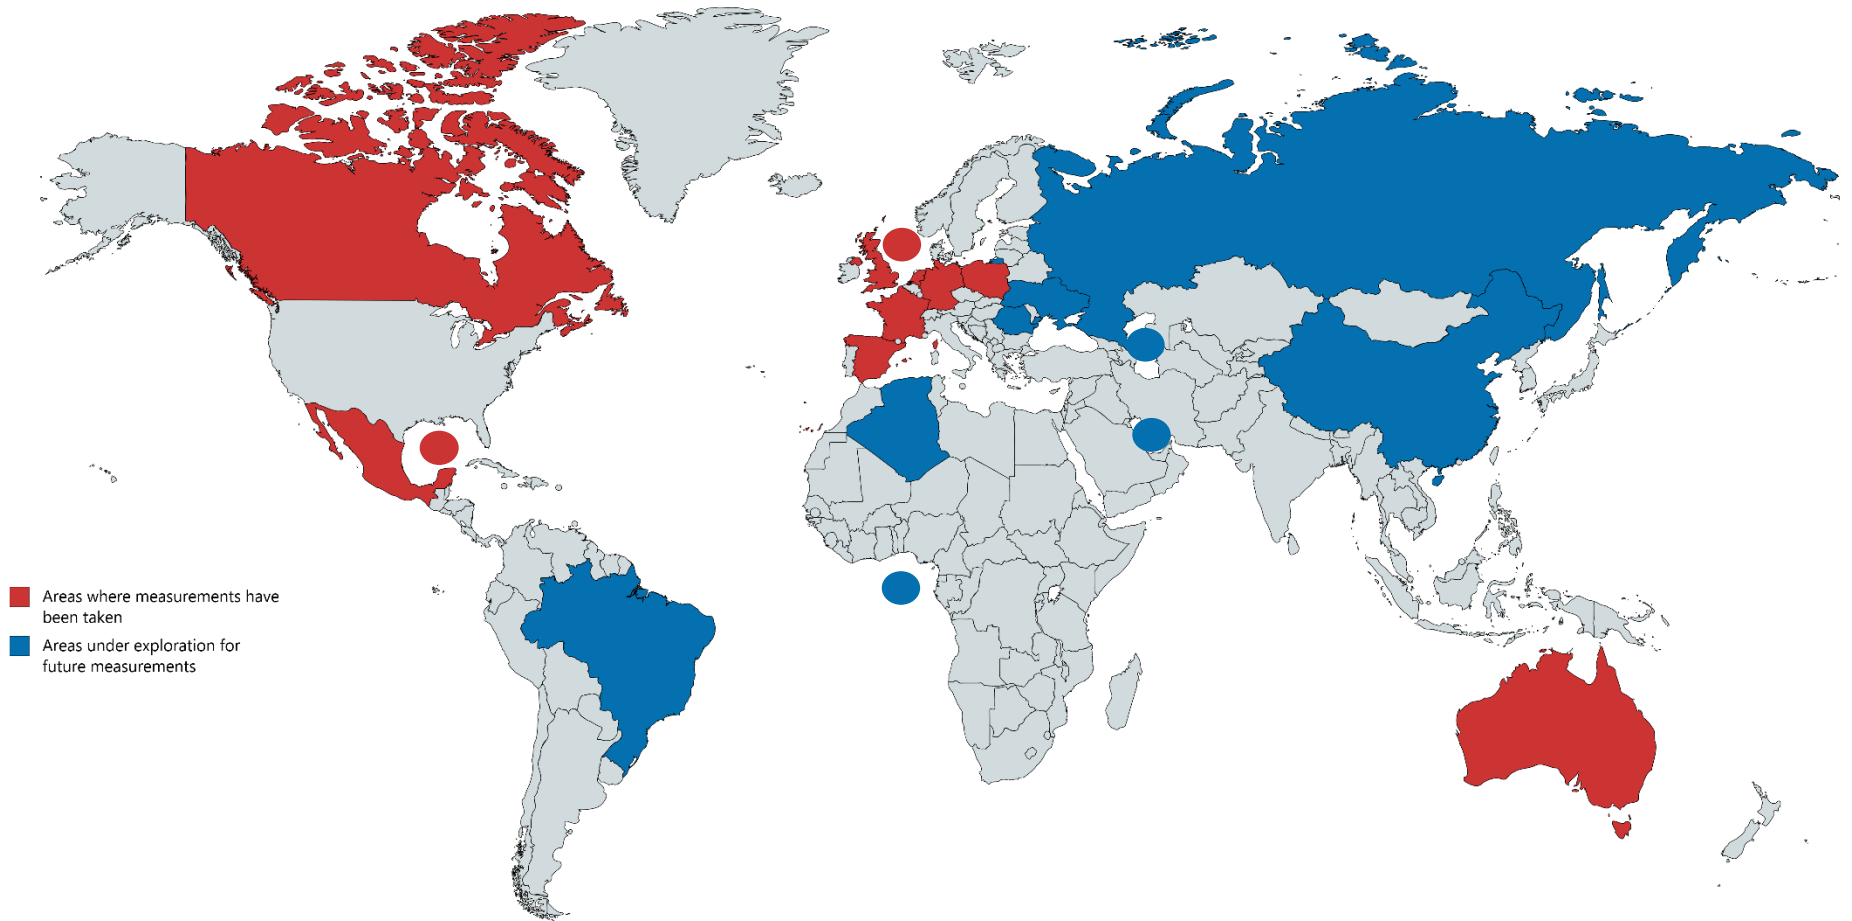 Areas where measurements have
been taken
Areas under exploration for
future measurements